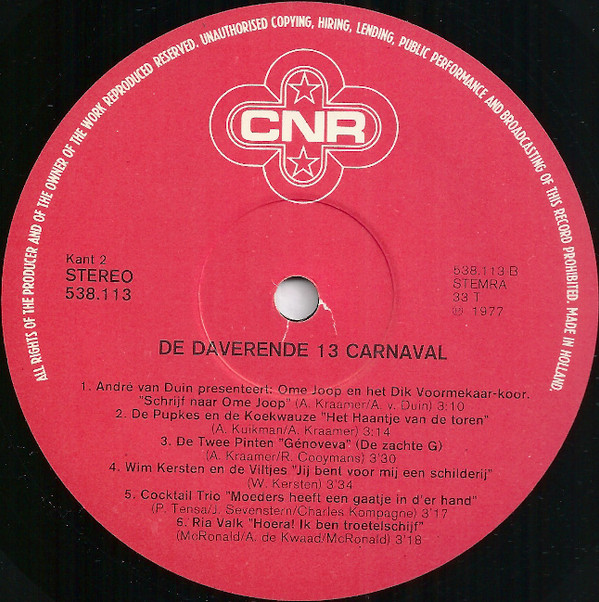 ALL RIGHTS OF THE PRODUCER AND OF THE OWNER OF THE WORK REPRODUCED RESERVED. UNAUTHORISED COPYING, HIRING, LENDING, PUBLIC PERFORMANCE AND BROADCASTING OF THIS RECORD PROHIBITED. MADE IN HOLLAND.
CNR
Kant 2
STEREO
538.113
538.113 B
STEMRA
33 T
℗ 1977
DE DAVERENDE 13 CARNAVAL
1. André van Duin presenteert: Ome Joop en het Dik Voormekaar-koor.
"Schrijf naar Ome Joop" (A. Kraamer/A. v. Duin) 3:10
2. De Pupkes en de Koekwauze "Het Haantje van de toren"
(A. Kuikman/A. Kraamer) 3:14
3. De Twee Pinten "Génoveva" (De zachte G)
(A. Kraamer/R. Cooymans) 3'30
4. Wim Kersten en de Viltjes "Jij bent voor mij een schilderij"
(W. Kersten) 3'34
5. Cocktail Trio "Moeders heeft een gaatje in d'er hand"
(P. Tensa/J. Sevenstern/Charles Kompagne) 3'17
6. Ria Valk "Hoera! Ik ben troetelschijf"
(McRonald/A. de Kwaad/McRonald) 3'18